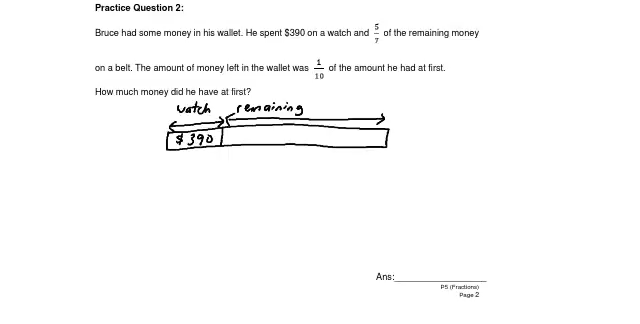 Practice Question 2:
Bruce had some money in his wallet. He spent $390 on a watch and 5/7 of the remaining money
on a belt. The amount of money left in the wallet was 1/10 of the amount he had at first.
How much money did he have at first?
watch remaining
$390
Ans:
P5 (Fractions)
Page 2